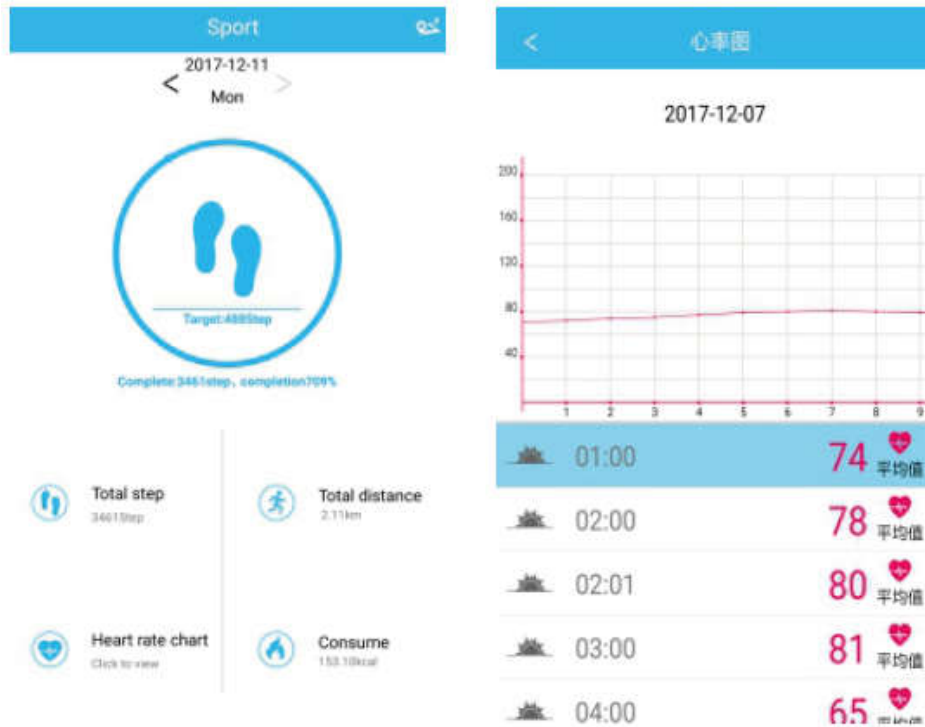 Sport
2017-12-11
< >
Mon
Target:488Step
Complete:3461step、completion709%
Total step
3461Step
Total distance
2.11km
Heart rate chart
Click to view
Consume
153.10kcal
< 心率图
2017-12-07
200
160
120
80
40
1 2 3 4 5 6 7 8 9
01:00 74 平均值
02:00 78 平均值
02:01 80 平均值
03:00 81 平均值
04:00 65